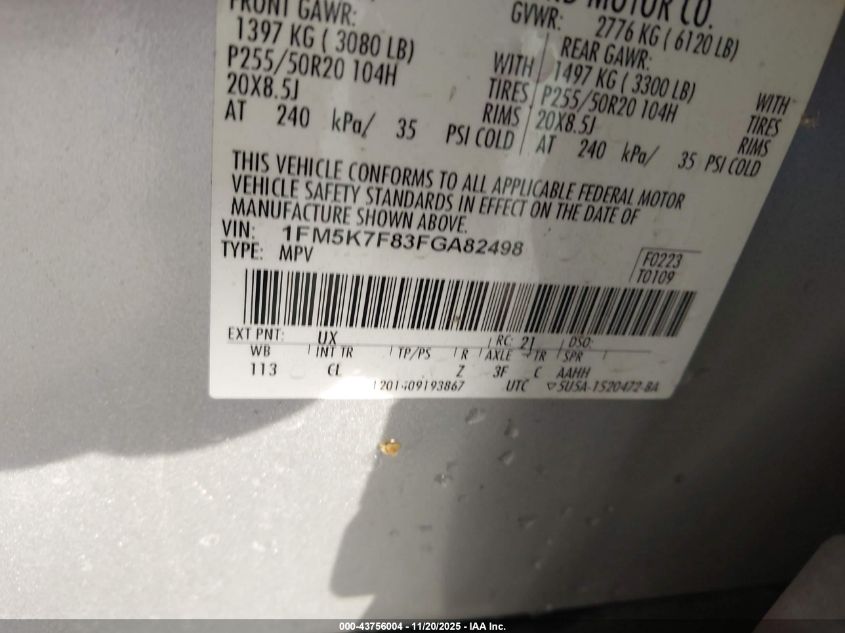 FRONT GAWR:
1397 KG ( 3080 LB)
P255/50R20 104H
20X8.5J
AT 240 kPa/ 35 PSI COLD
WITH
TIRES
RIMS
MOTOR CO.
GVWR: 2776 KG ( 6120 LB)
REAR GAWR:
1497 KG ( 3300 LB)
P255/50R20 104H
20X8.5J
AT 240 kPa/ 35 PSI COLD
WITH
TIRES
RIMS
THIS VEHICLE CONFORMS TO ALL APPLICABLE FEDERAL MOTOR
VEHICLE SAFETY STANDARDS IN EFFECT ON THE DATE OF
MANUFACTURE SHOWN ABOVE.
VIN: 1FM5K7F83FGA82498
TYPE: MPV
F0223
T0109
EXT PNT: UX RC: 21 DSO:
WB INT TR TP/PS R AXLE TR SPR
113 CL Z 3F C AAHH
201409193867 UTC ▽5USA-1520472-BA
000-43756004 - 11/20/2025 - IAA Inc.